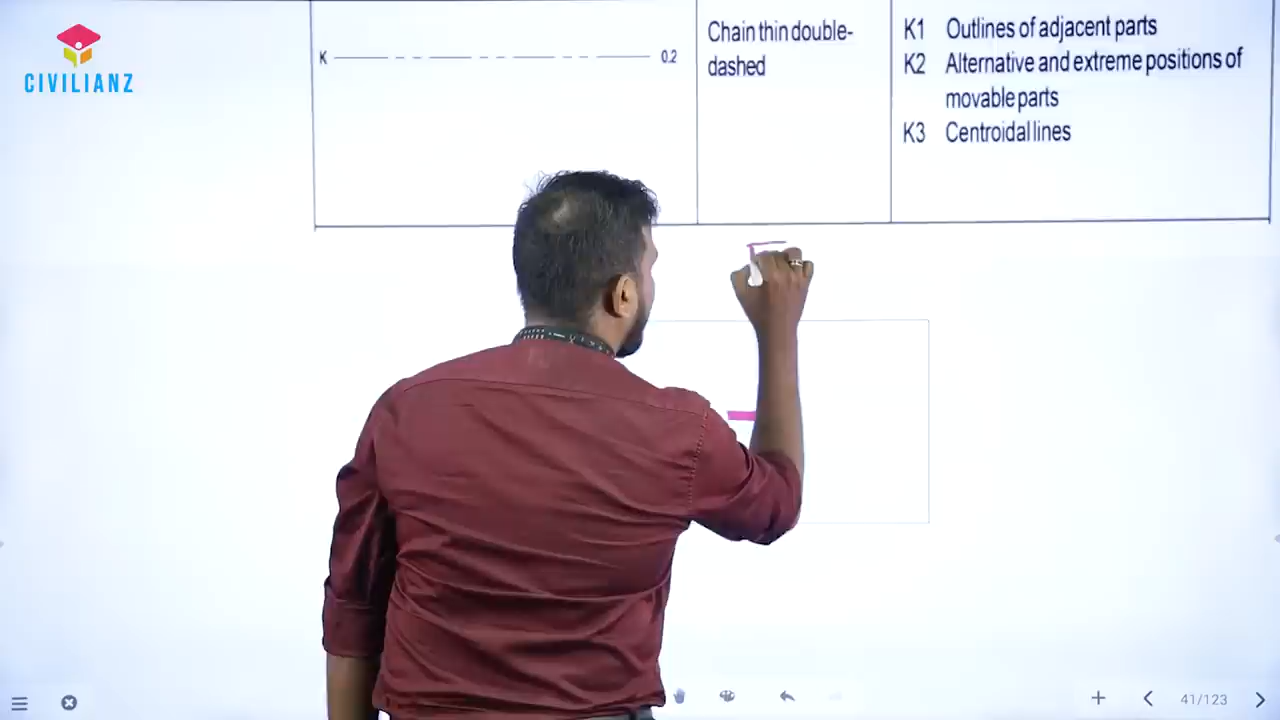 CIVILIANZ
K 0.2
Chain thin double-
dashed
K1 Outlines of adjacent parts
K2 Alternative and extreme positions of
movable parts
K3 Centroidal lines
41/123